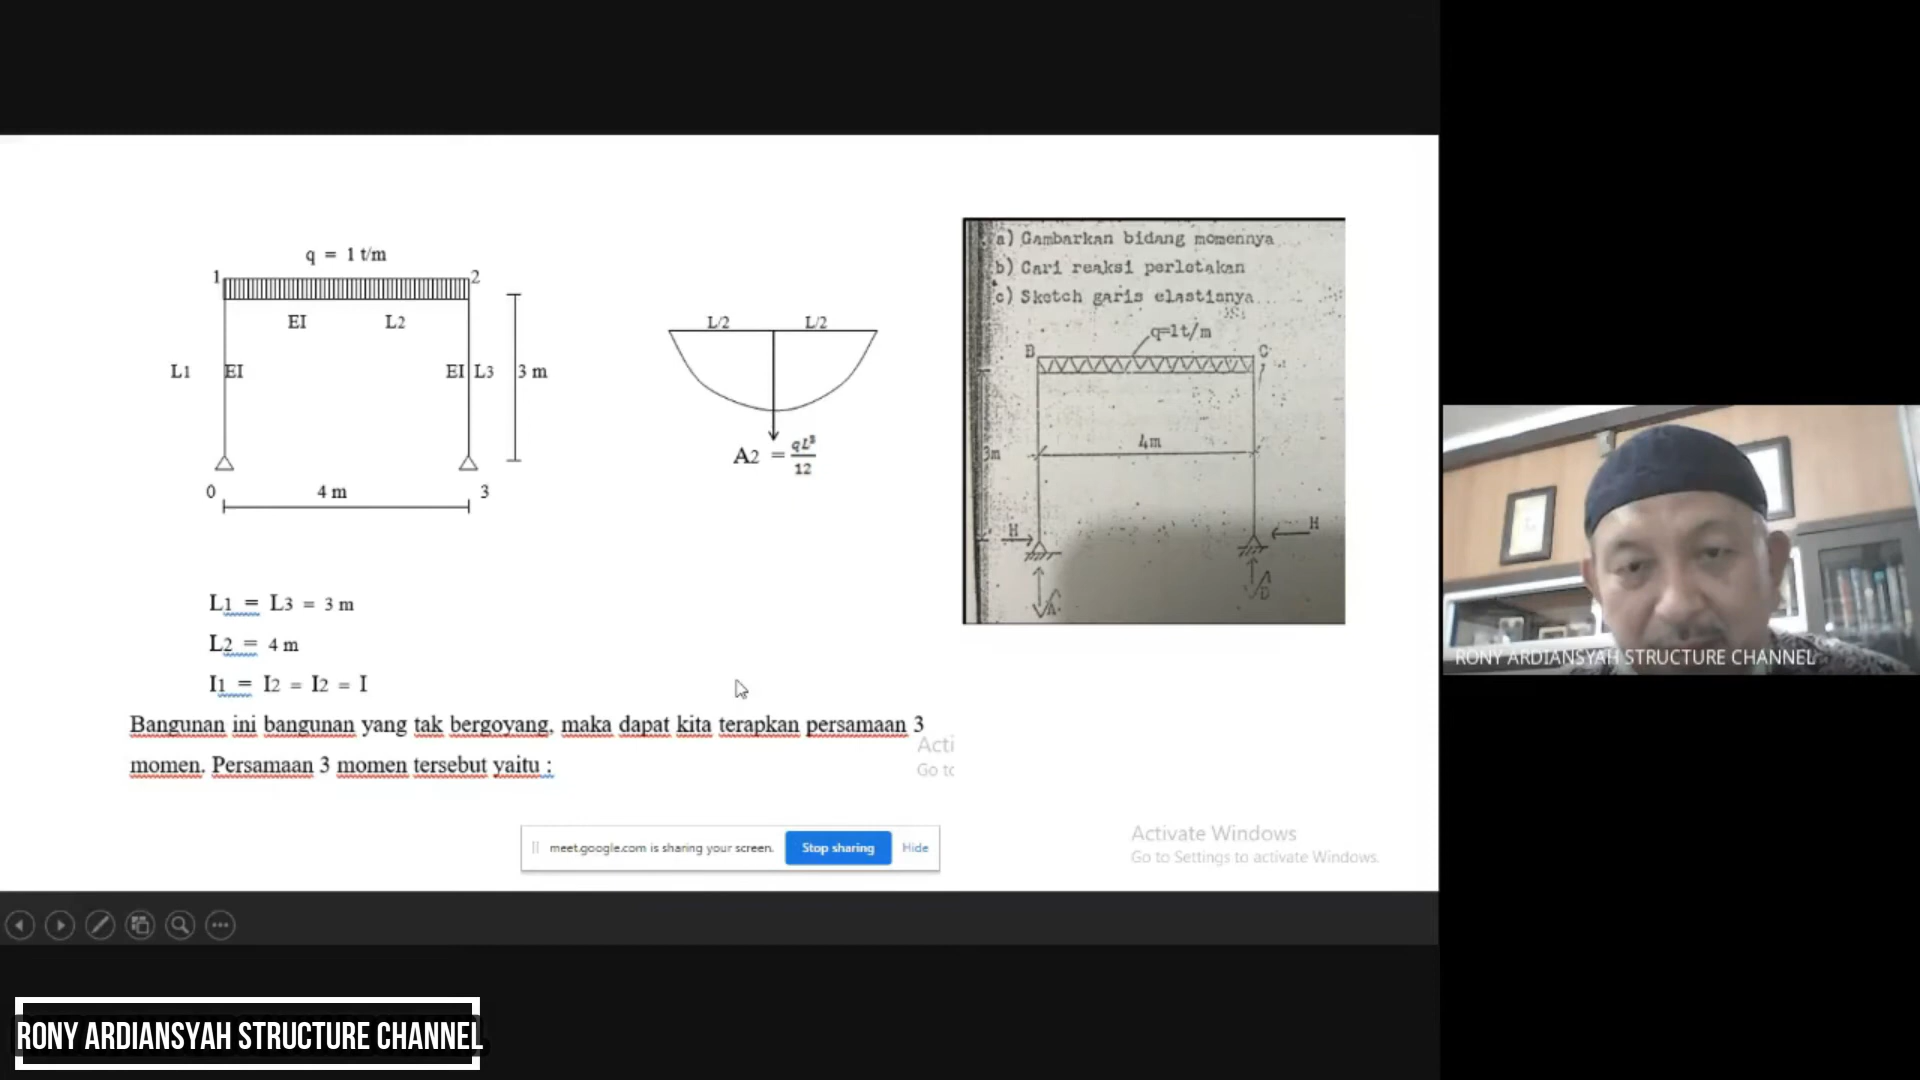 q = 1 t/m
1
2
EI
L2
L1
EI
EI
L3
3 m
0
4 m
3
L/2
L/2
A2 = qL³/12
a) Gambarkan bidang momennya
b) Cari reaksi perletakan
c) Sketch garis elastisnya
q=1t/m
B
C
4m
3m
H
H
A
D
L1 = L3 = 3 m
L2 = 4 m
I1 = I2 = I2 = I
Bangunan ini bangunan yang tak bergoyang, maka dapat kita terapkan persamaan 3
momen. Persamaan 3 momen tersebut yaitu :
Acti
Go to
meet.google.com is sharing your screen.
Stop sharing
Hide
Activate Windows
Go to Settings to activate Windows.
RONY ARDIANSYAH STRUCTURE CHANNEL
RONY ARDIANSYAH STRUCTURE CHANNEL